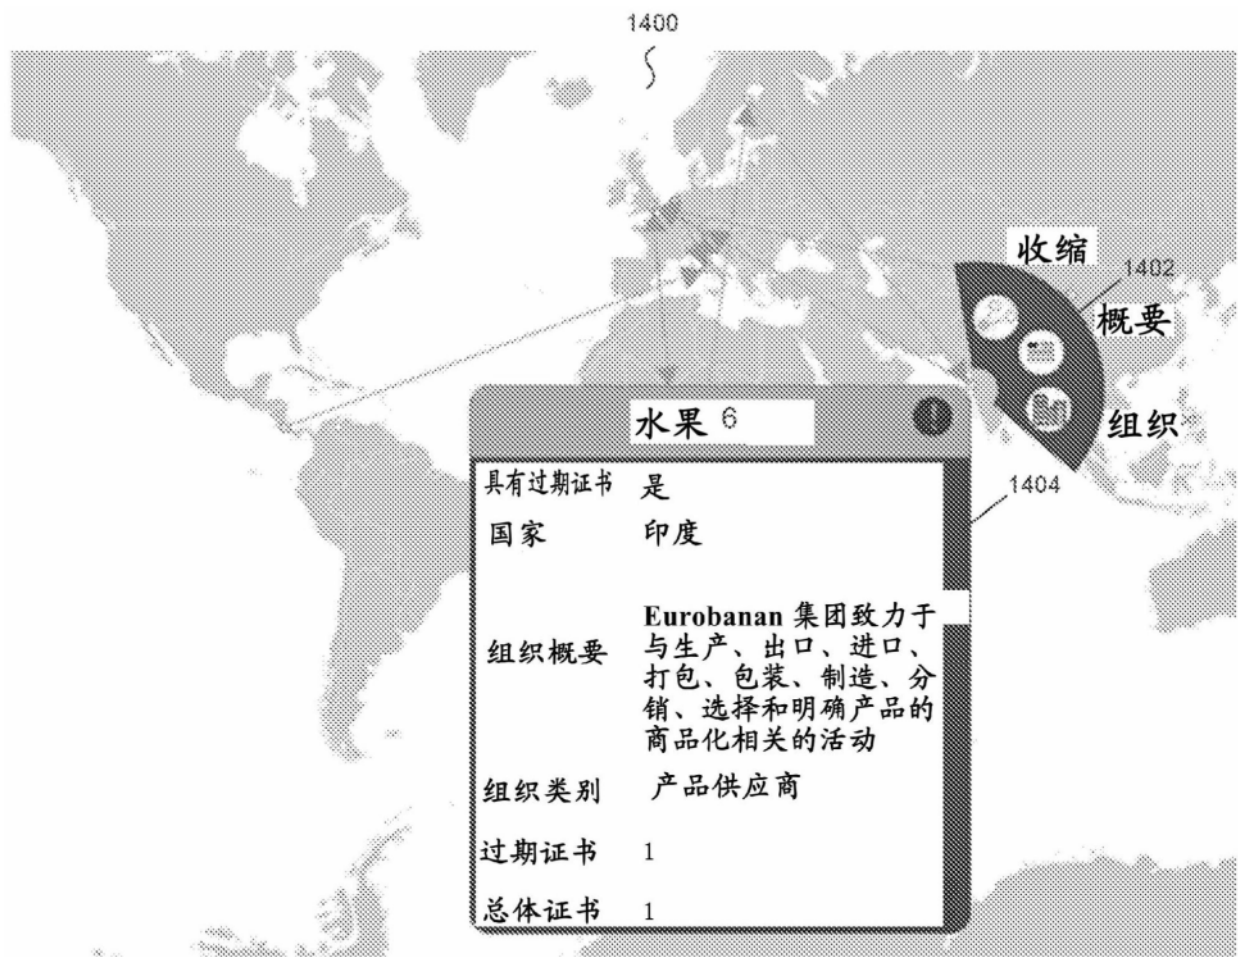 1400
收缩
1402
概要
组织
水果 6
!
1404
具有过期证书 是
国家 印度
组织概要 Eurobanan 集团致力于
与生产、出口、进口、
打包、包装、制造、分
销、选择和明确产品的
商品化相关的活动
组织类别 产品供应商
过期证书 1
总体证书 1